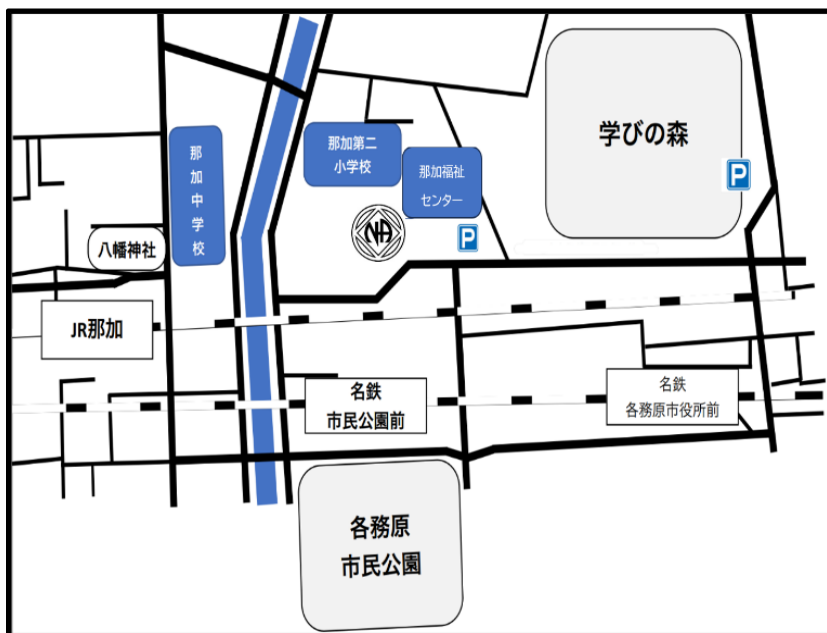 学びの森
P
那加第二
小学校
那加福祉
センター
P
NA
那
加
中
学
校
八幡神社
JR那加
名鉄
市民公園前
名鉄
各務原市役所前
各務原
市民公園